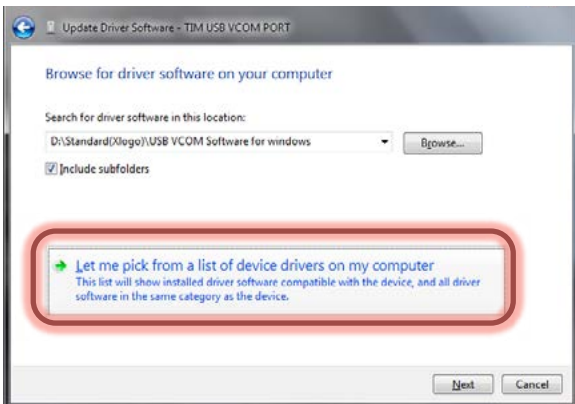 Update Driver Software - TIM USB VCOM PORT
Browse for driver software on your computer
Search for driver software in this location:
D:\Standard(Xlogo)\USB VCOM Software for windows
Browse...
Include subfolders
Let me pick from a list of device drivers on my computer
This list will show installed driver software compatible with the device, and all driver
software in the same category as the device.
Next Cancel